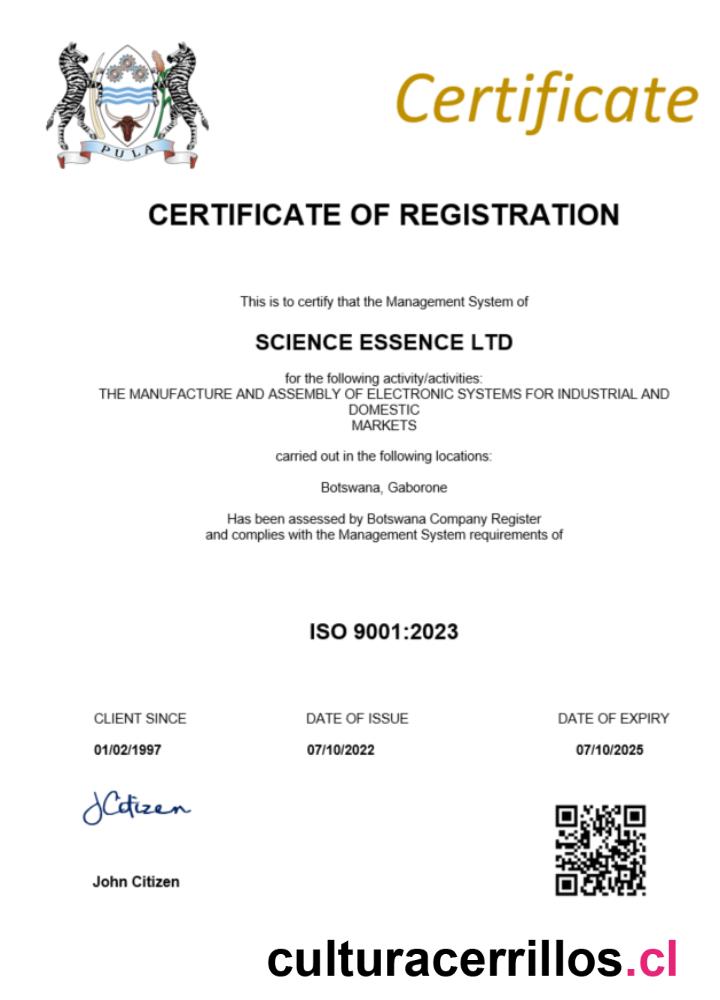 PULA
Certificate
CERTIFICATE OF REGISTRATION
This is to certify that the Management System of
SCIENCE ESSENCE LTD
for the following activity/activities:
THE MANUFACTURE AND ASSEMBLY OF ELECTRONIC SYSTEMS FOR INDUSTRIAL AND
DOMESTIC
MARKETS
carried out in the following locations:
Botswana, Gaborone
Has been assessed by Botswana Company Register
and complies with the Management System requirements of
ISO 9001:2023
CLIENT SINCE DATE OF ISSUE DATE OF EXPIRY
01/02/1997 07/10/2022 07/10/2025
JCitizen
John Citizen
culturacerrillos.cl